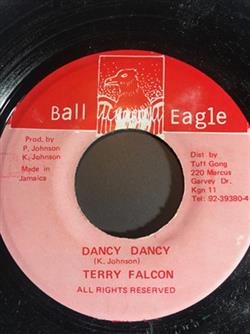 Ball Eagle
Prod. by
P. Johnson
K. Johnson
Made in
Jamaica
Dist by
Tuff Gong
220 Marcus
Garvey Dr.
Kgn 11
Tel: 92-39380-4
DANCY DANCY
(K. Johnson)
TERRY FALCON
ALL RIGHTS RESERVED